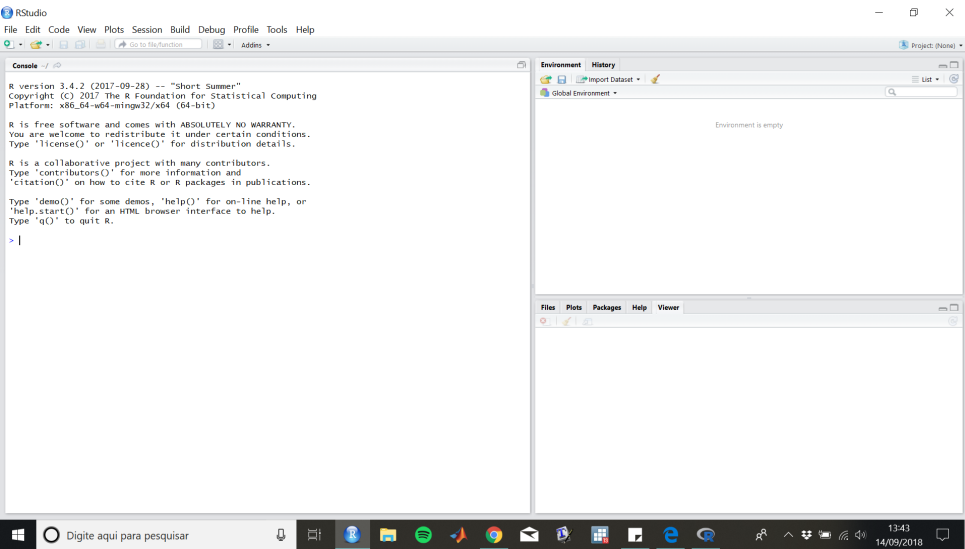 RStudio
File Edit Code View Plots Session Build Debug Profile Tools Help
Go to file/function Addins Project: (None)
Console ~/
R version 3.4.2 (2017-09-28) -- "Short Summer"
Copyright (C) 2017 The R Foundation for Statistical Computing
Platform: x86_64-w64-mingw32/x64 (64-bit)
R is free software and comes with ABSOLUTELY NO WARRANTY.
You are welcome to redistribute it under certain conditions.
Type 'license()' or 'licence()' for distribution details.
R is a collaborative project with many contributors.
Type 'contributors()' for more information and
'citation()' on how to cite R or R packages in publications.
Type 'demo()' for some demos, 'help()' for on-line help, or
'help.start()' for an HTML browser interface to help.
Type 'q()' to quit R.
>
Environment History
Import Dataset List
Global Environment
Environment is empty
Files Plots Packages Help Viewer
Digite aqui para pesquisar
13:43
14/09/2018